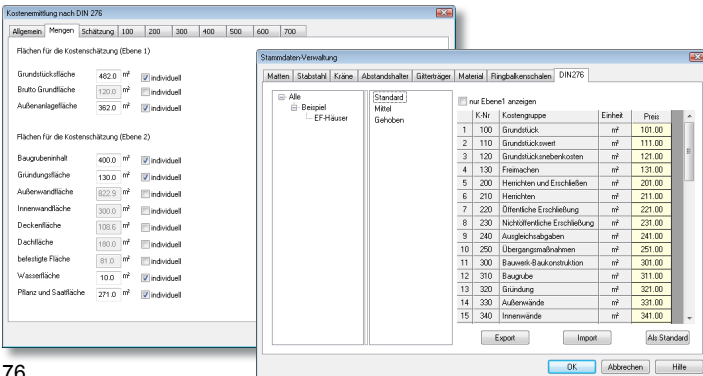 Kostenermittlung nach DIN 276
Allgemein Mengen Schätzung 100 200 300 400 500 600 700
Flächen für die Kostenschätzung (Ebene 1)
Grundstücksfläche 482.0 m² individuell
Brutto Grundfläche 120.0 m² individuell
Außenanlagefläche 362.0 m² individuell
Flächen für die Kostenschätzung (Ebene 2)
Baugrubeninhalt 400.0 m² individuell
Gründungsfläche 130.0 m² individuell
Außenwandfläche 822.9 m² individuell
Innenwandfläche 300.0 m² individuell
Deckenfläche 108.6 m² individuell
Dachfläche 180.0 m² individuell
befestigte Fläche 81.0 m² individuell
Wasserfläche 10.0 m² individuell
Pflanz und Saatfläche 271.0 m² individuell
Stammdaten-Verwaltung
Matten Stabstahl Kräne Abstandshalter Gitterträger Material Ringbalkenschalen DIN276
Alle
Beispiel
EF-Häuser
Standard
Mittel
Gehoben
nur Ebene1 anzeigen
K-Nr Kostengruppe Einheit Preis
1 100 Grundstück m² 101.00
2 110 Grundstückswert m² 111.00
3 120 Grundstücksnebenkosten m² 121.00
4 130 Freimachen m² 131.00
5 200 Herrichten und Erschließen m² 201.00
6 210 Herrichten m² 211.00
7 220 Öffentliche Erschließung m² 221.00
8 230 Nichtöffentliche Erschließung m² 231.00
9 240 Ausgleichsabgaben m² 241.00
10 250 Übergangsmaßnahmen m² 251.00
11 300 Bauwerk-Baukonstruktion m² 301.00
12 310 Baugrube m² 311.00
13 320 Gründung m² 321.00
14 330 Außenwände m² 331.00
15 340 Innenwände m² 341.00
Export Import Als Standard
OK Abbrechen Hilfe
76